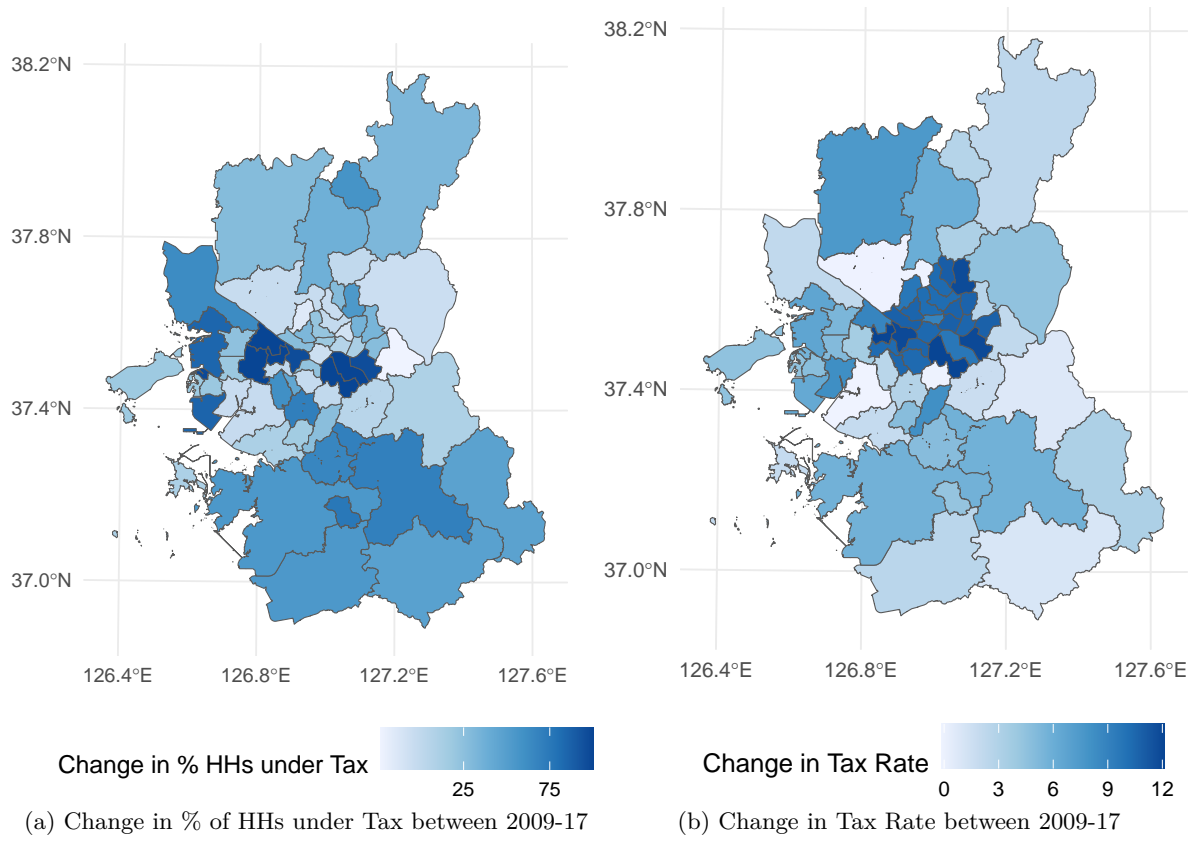 38.2°N
37.8°N
37.4°N
37.0°N
126.4°E 126.8°E 127.2°E 127.6°E
Change in % HHs under Tax
25 75
(a) Change in % of HHs under Tax between 2009-17
38.2°N
37.8°N
37.4°N
37.0°N
126.4°E 126.8°E 127.2°E 127.6°E
Change in Tax Rate
0 3 6 9 12
(b) Change in Tax Rate between 2009-17